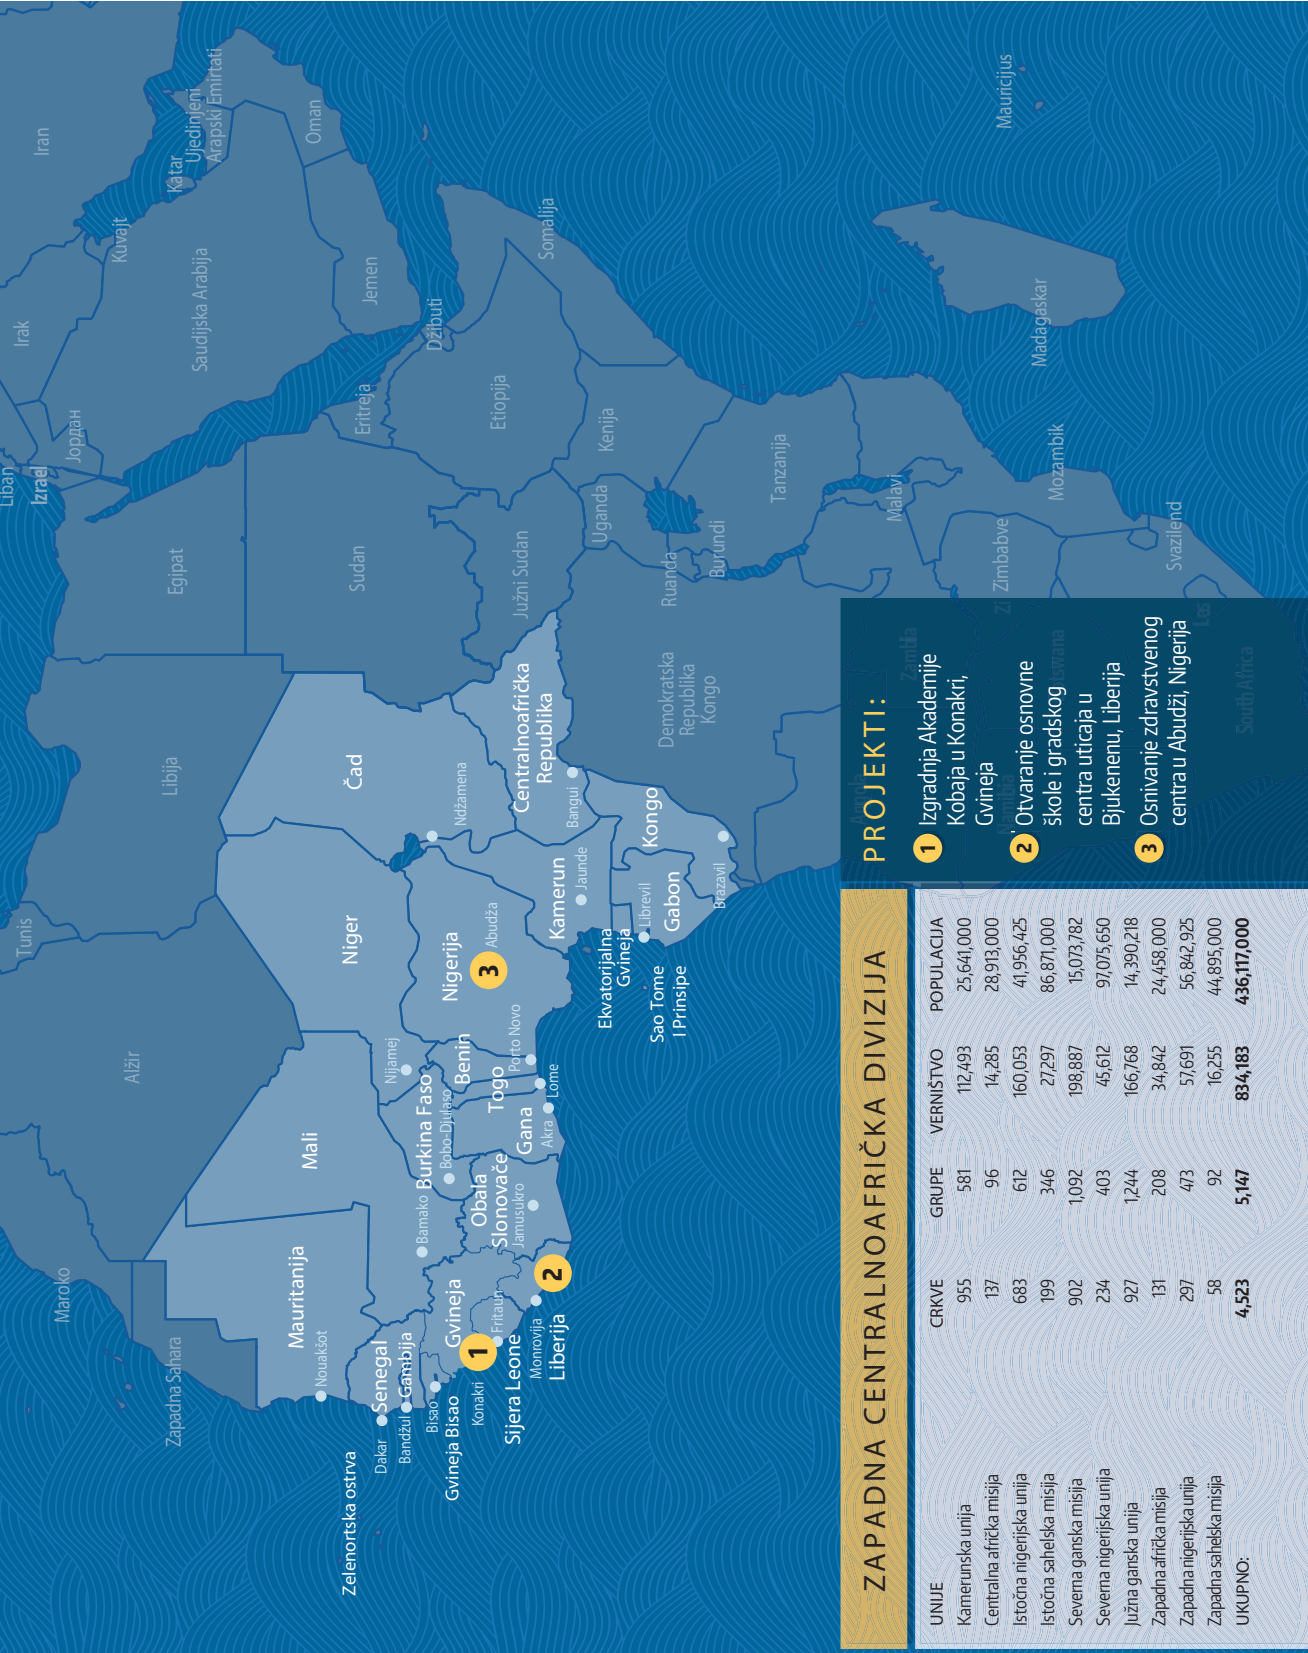 Iran
Irak
Kuvajt
Katar
Ujedinjeni
Arapski Emirtati
Oman
Saudijska Arabija
Jemen
Liban
Izrael
Јордан
Egipat
Libija
Tunis
Alžir
Maroko
Zapadna Sahara
Sudan
Eritreja
Džibuti
Etiopija
Somalija
Južni Sudan
Uganda
Kenija
Ruanda
Burundi
Tanzanija
Malavi
Mozambik
Zimbabve
Madagaskar
Mauricijus
Svazilend
Demokratska
Republika
Kongo
Zambia
South Africa
Zelenortska ostrva
Mauritanija
Nouakšot
Mali
Bamako
Niger
Nijamej
Čad
Ndžamena
Senegal
Dakar
Gambija
Bandžul
Bisao
Gvineja Bisao
Gvineja
Konakri
1
Sijera Leone
Fritaun
Monrovija
Liberija
2
Obala
Slonovače
Jamusukro
Burkina Faso
Bobo-Djulaso
Gana
Akra
Togo
Lome
Benin
Porto Novo
Nigerija
Abudža
3
Kamerun
Jaunde
Centralnoafrička
Republika
Bangui
Ekvatorijalna
Gvineja
Sao Tome
I Prinsipe
Librevil
Gabon
Kongo
Brazavil
ZAPADNA CENTRALNOAFRIČKA DIVIZIJA
UNIJE CRKVE GRUPE VERNIŠTVO POPULACIJA
Kamerunska unija 955 581 112,493 25,641,000
Centralna afrička misija 137 96 14,285 28,913,000
Istočna nigerijska unija 683 612 160,053 41,956,425
Istočna sahelska misija 199 346 27,297 86,871,000
Severna ganska misija 902 1,092 198,887 15,073,782
Severna nigerijska unija 234 403 45,612 97,075,650
Južna ganska unija 927 1,244 166,768 14,390,218
Zapadna afrička misija 131 208 34,842 24,458,000
Zapadna nigerijska unija 297 473 57,691 56,842,925
Zapadna sahelska misija 58 92 16,255 44,895,000
UKUPNO: 4,523 5,147 834,183 436,117,000
PROJEKTI:
1 Izgradnja Akademije
Kobaja u Konakri,
Gvineja
2 Otvaranje osnovne
škole i gradskog
centra uticaja u
Bjukenenu, Liberija
3 Osnivanje zdravstvenog
centra u Abudži, Nigerija